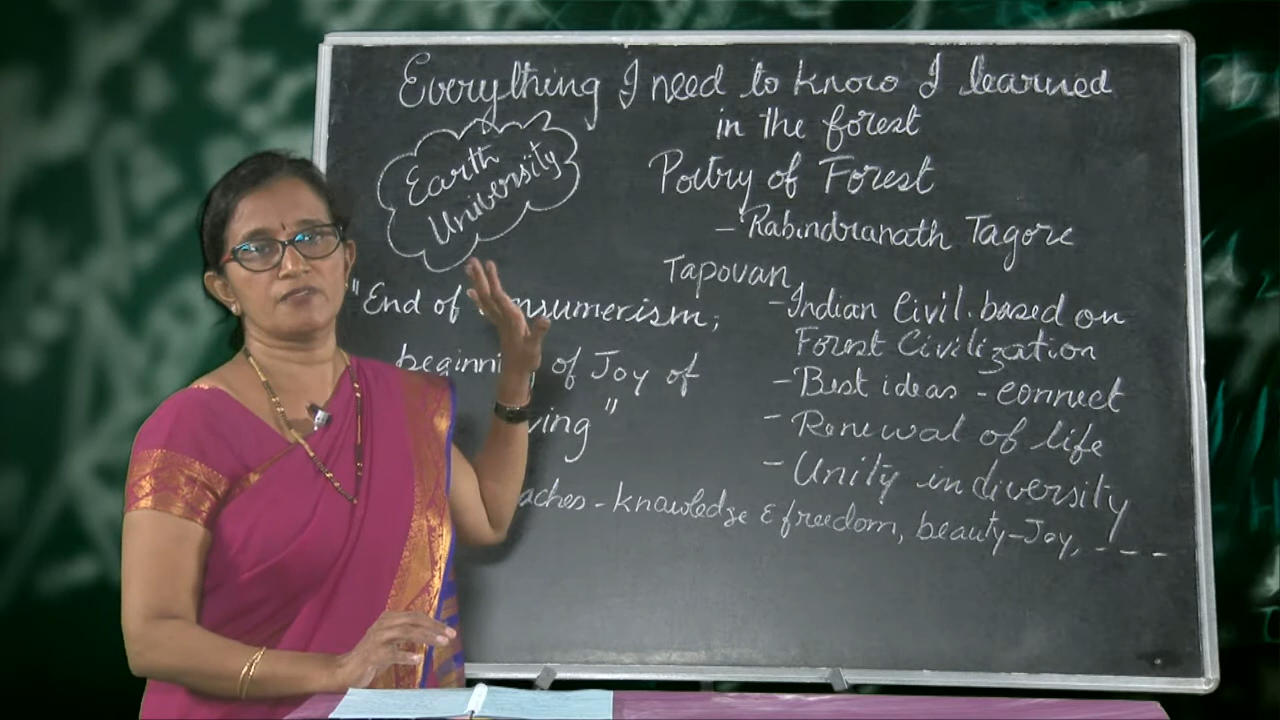 Everything I need to know I learned
in the forest
Earth
University
Poetry of Forest
- Rabindranath Tagore
Tapovan
- Indian Civil. based on
Forest Civilization
- Best ideas - connect
- Renewal of life
- Unity in diversity
"End of
beginning of Joy of
"
- knowledge & freedom, beauty-Joy, - - - -